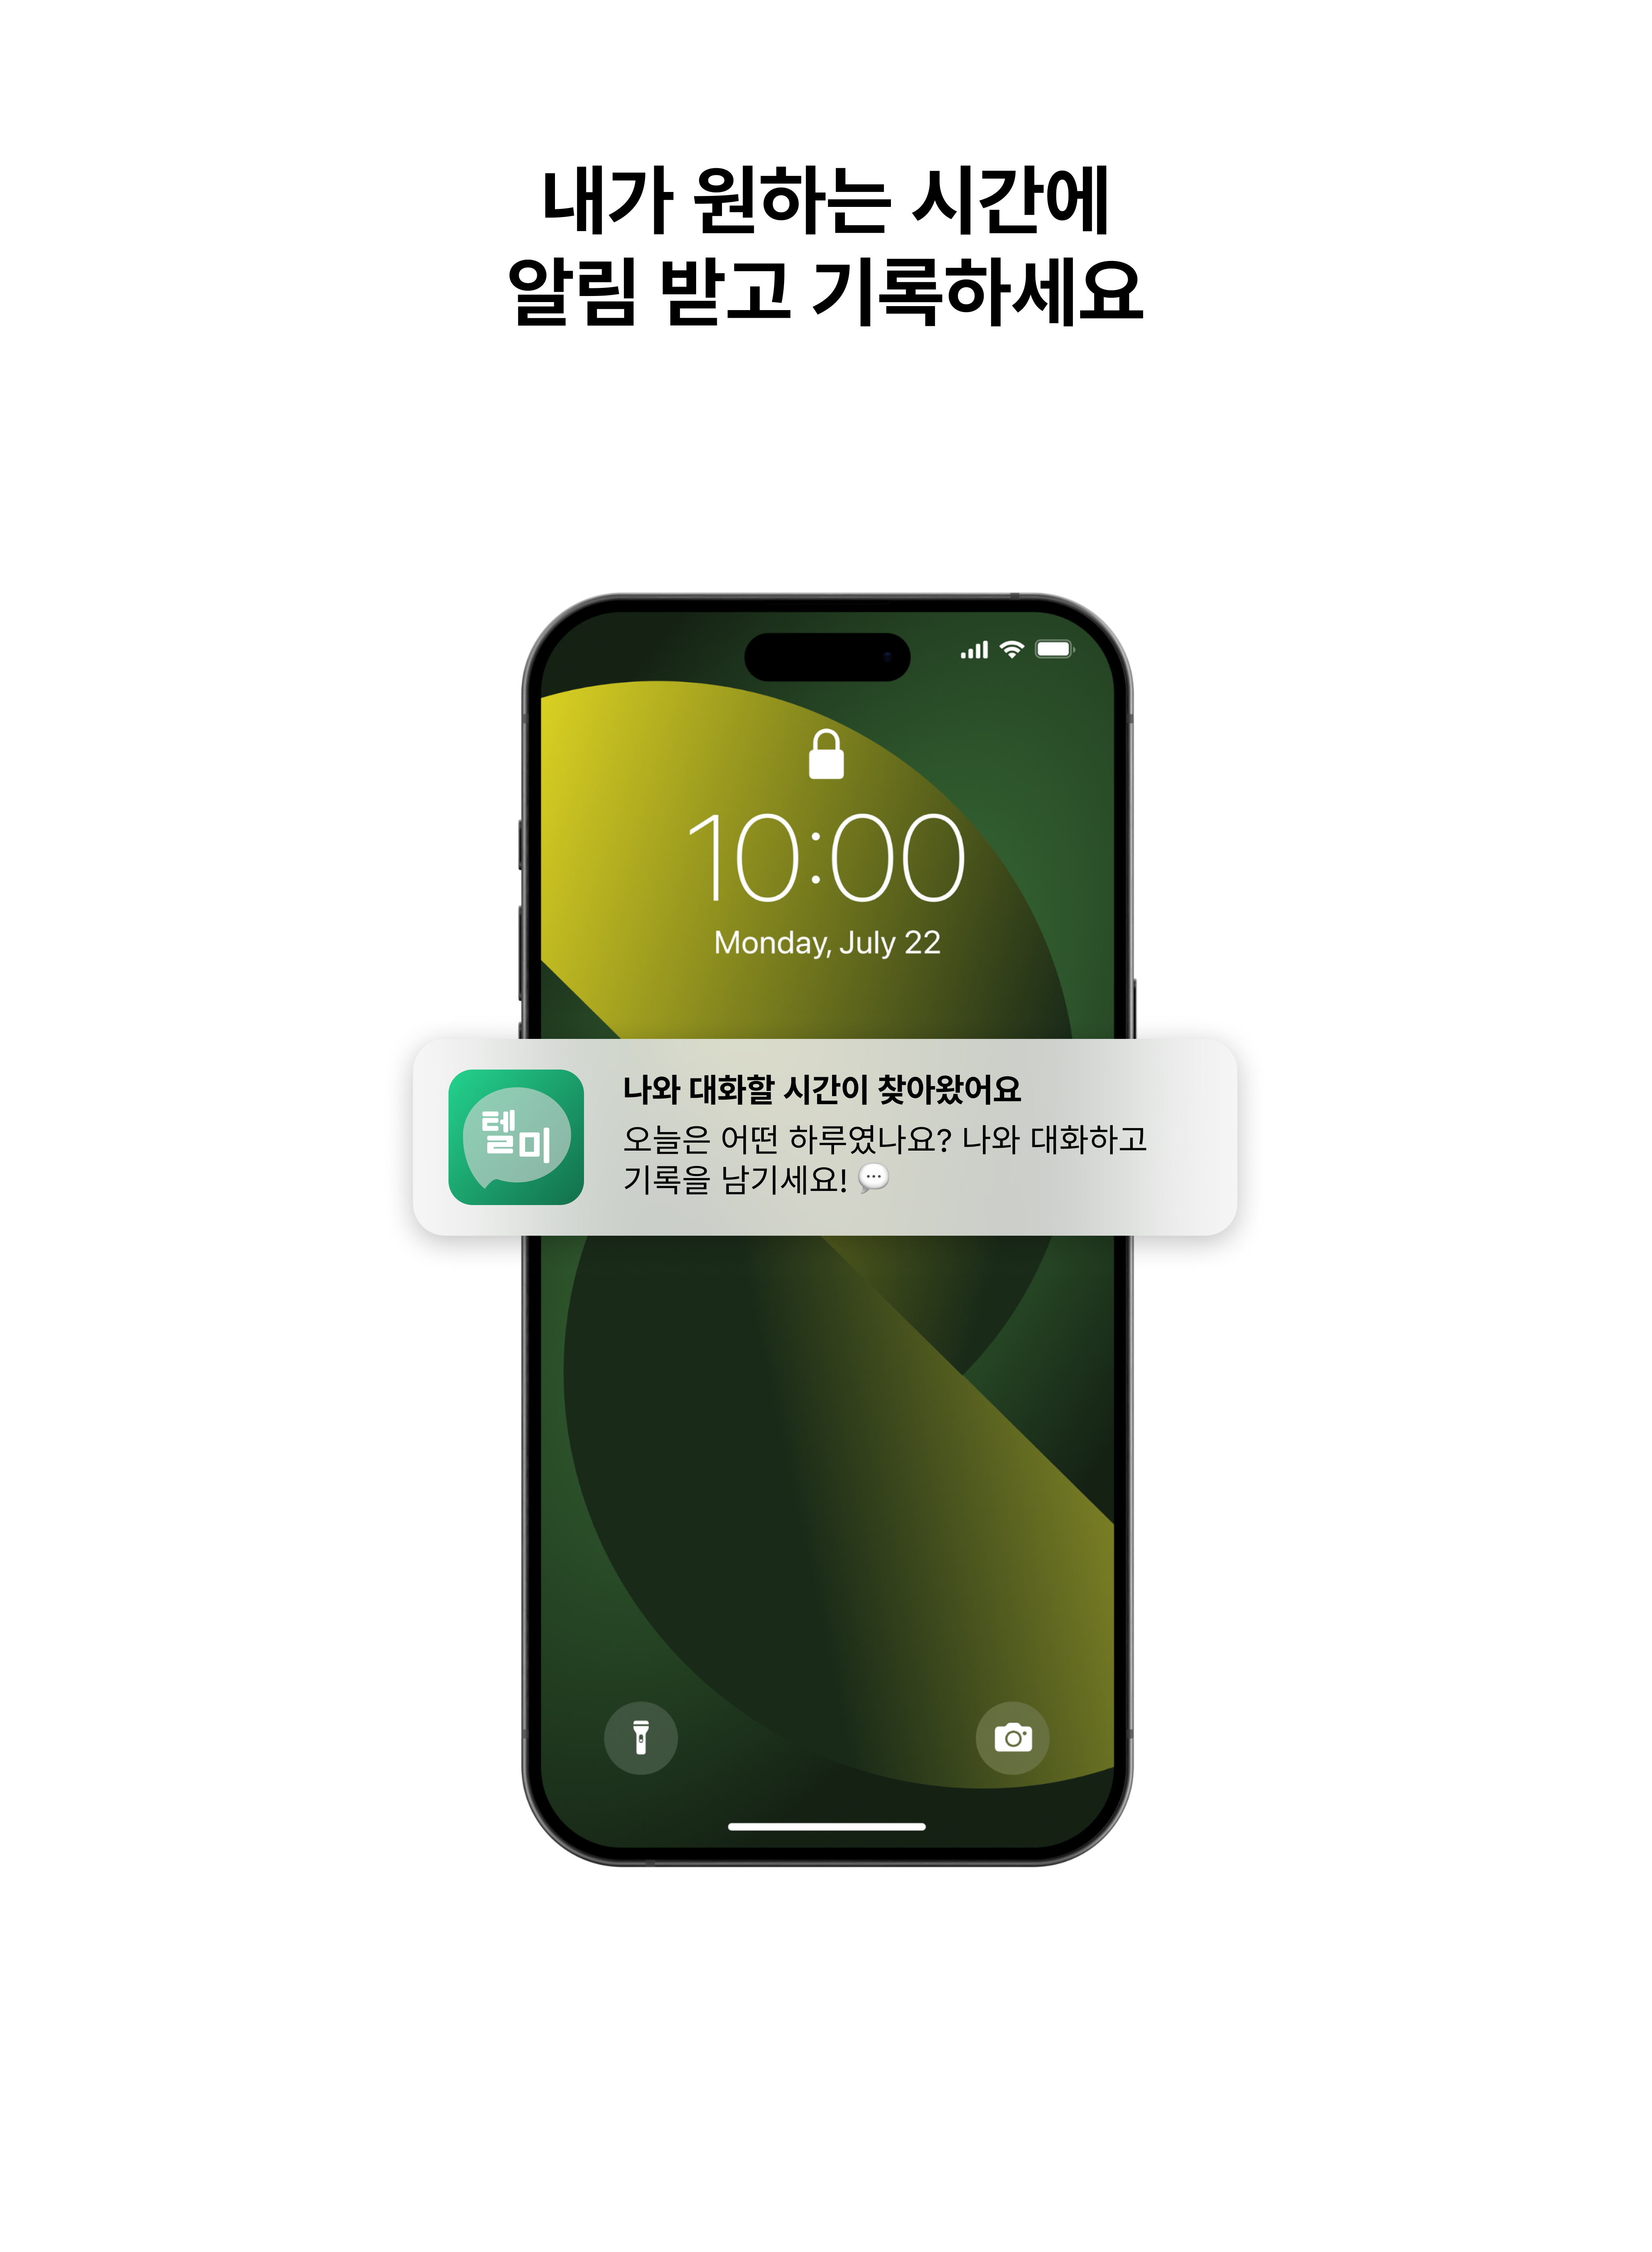 내가 원하는 시간에
알림 받고 기록하세요
10:00
Monday, July 22
텔미
나와 대화할 시간이 찾아왔어요
오늘은 어떤 하루였나요? 나와 대화하고
기록을 남기세요! 💬